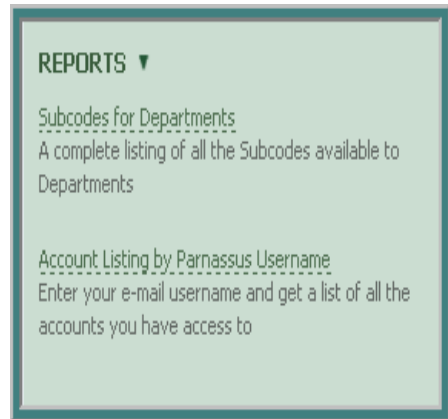 REPORTS ▼
Subcodes for Departments
A complete listing of all the Subcodes available to
Departments
Account Listing by Parnassus Username
Enter your e-mail username and get a list of all the
accounts you have access to